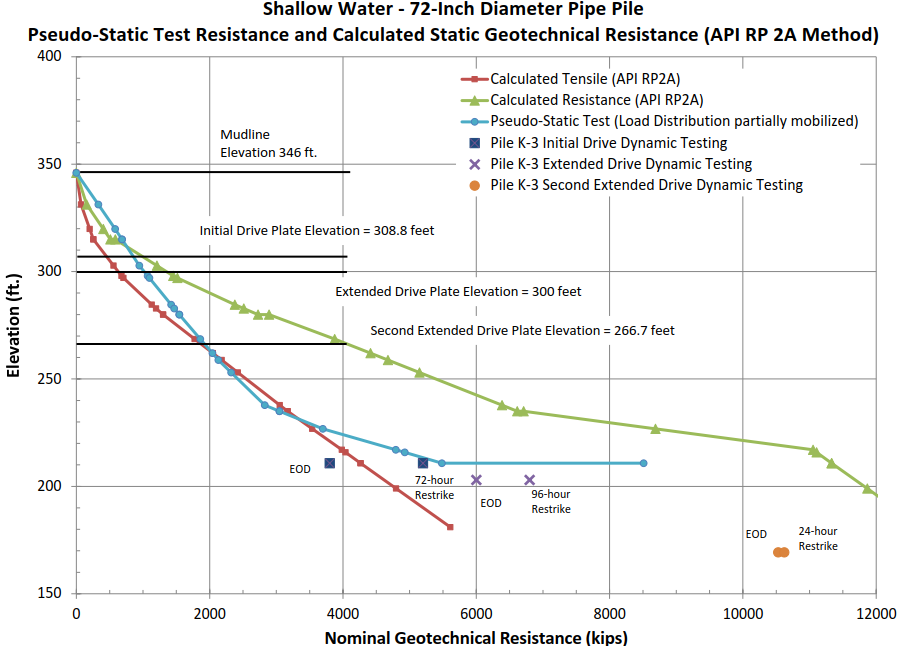 Shallow Water - 72-Inch Diameter Pipe Pile
Pseudo-Static Test Resistance and Calculated Static Geotechnical Resistance (API RP 2A Method)
400
350
300
250
200
150
Elevation (ft.)
Calculated Tensile (API RP2A)
Calculated Resistance (API RP2A)
Pseudo-Static Test (Load Distribution partially mobilized)
Pile K-3 Initial Drive Dynamic Testing
Pile K-3 Extended Drive Dynamic Testing
Pile K-3 Second Extended Drive Dynamic Testing
Mudline
Elevation 346 ft.
Initial Drive Plate Elevation = 308.8 feet
Extended Drive Plate Elevation = 300 feet
Second Extended Drive Plate Elevation = 266.7 feet
EOD
72-hour
Restrike
EOD
96-hour
Restrike
EOD
24-hour
Restrike
0 2000 4000 6000 8000 10000 12000
Nominal Geotechnical Resistance (kips)